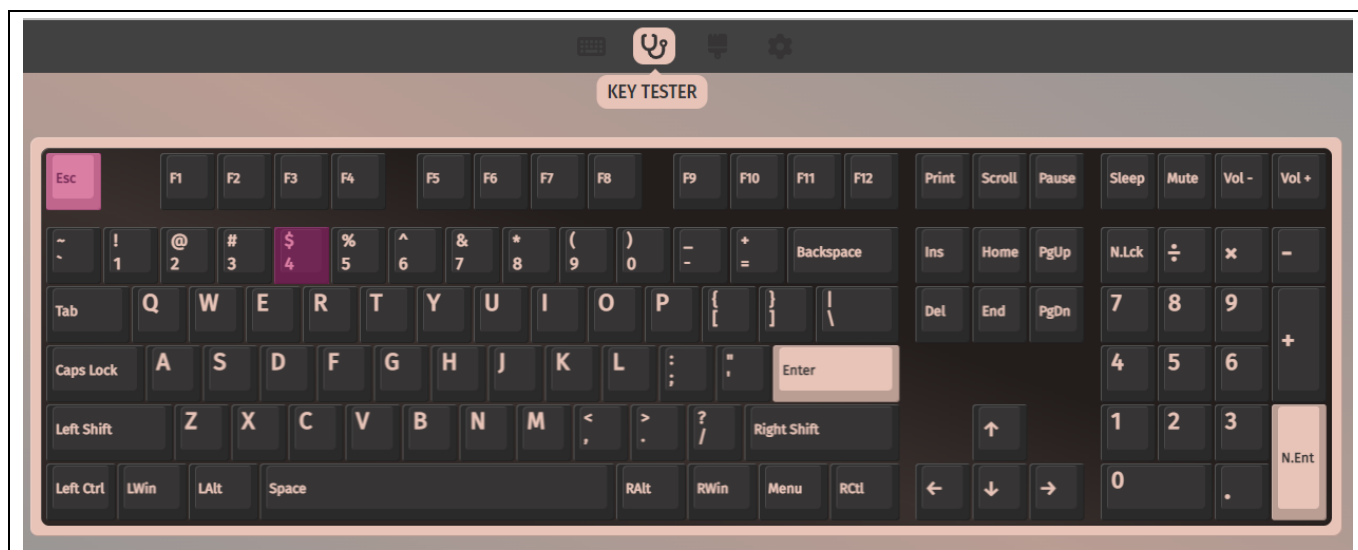 KEY TESTER
Esc F1 F2 F3 F4 F5 F6 F7 F8 F9 F10 F11 F12 Print Scroll Pause Sleep Mute Vol - Vol +
~ ! @ # $ % ^ & * ( ) _ +
` 1 2 3 4 5 6 7 8 9 0 - = Backspace Ins Home PgUp N.Lck ÷ × −
Tab Q W E R T Y U I O P { } | Del End PgDn 7 8 9 +
[ ] \
Caps Lock A S D F G H J K L : " Enter 4 5 6
; '
Left Shift Z X C V B N M < > ? Right Shift ↑ 1 2 3 N.Ent
, . /
Left Ctrl LWin LAlt Space RAlt RWin Menu RCtl ← ↓ → 0 .